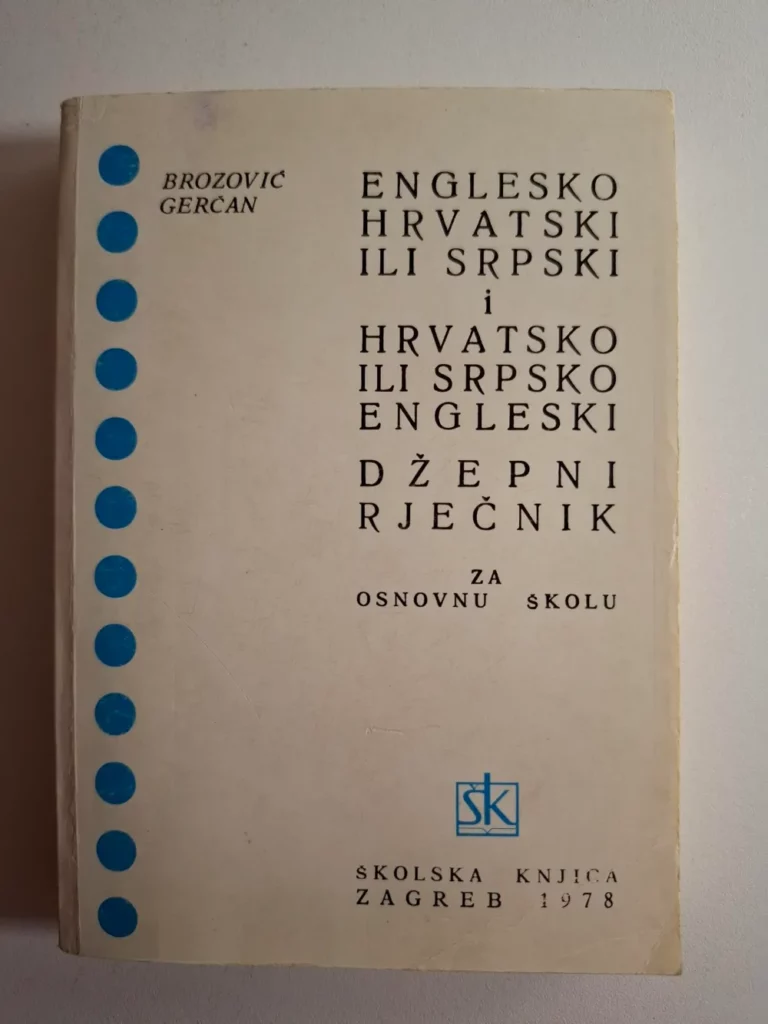 BROZOVIĆ
GERČAN
ENGLESKO
HRVATSKI
ILI SRPSKI
i
HRVATSKO
ILI SRPSKO
ENGLESKI
DŽEPNI
RJEČNIK
ZA
OSNOVNU ŠKOLU
ŠK
ŠKOLSKA KNJIGA
ZAGREB 1978